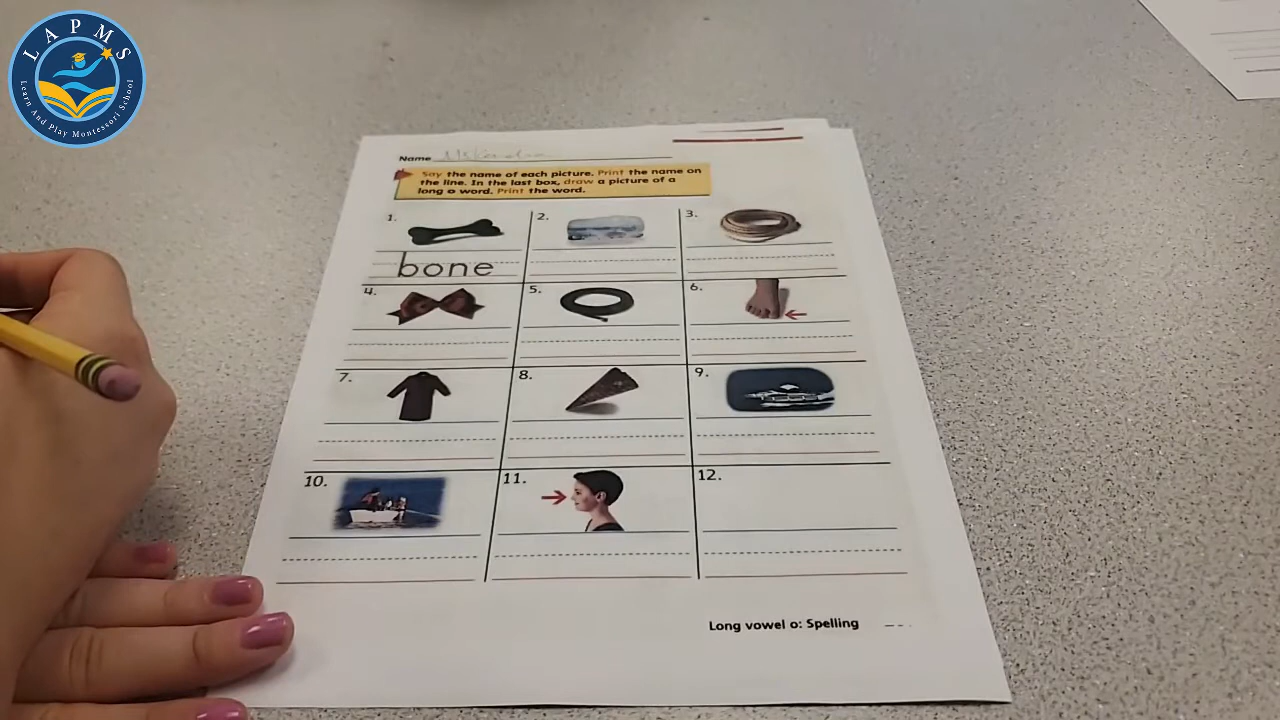 LAPMS
Learn And Play Montessori School
Name
Say the name of each picture. Print the name on
the line. In the last box, draw a picture of a
long o word. Print the word.
1.
2.
3.
bone
4.
5.
6.
7.
8.
9.
10.
11.
12.
Long vowel o: Spelling